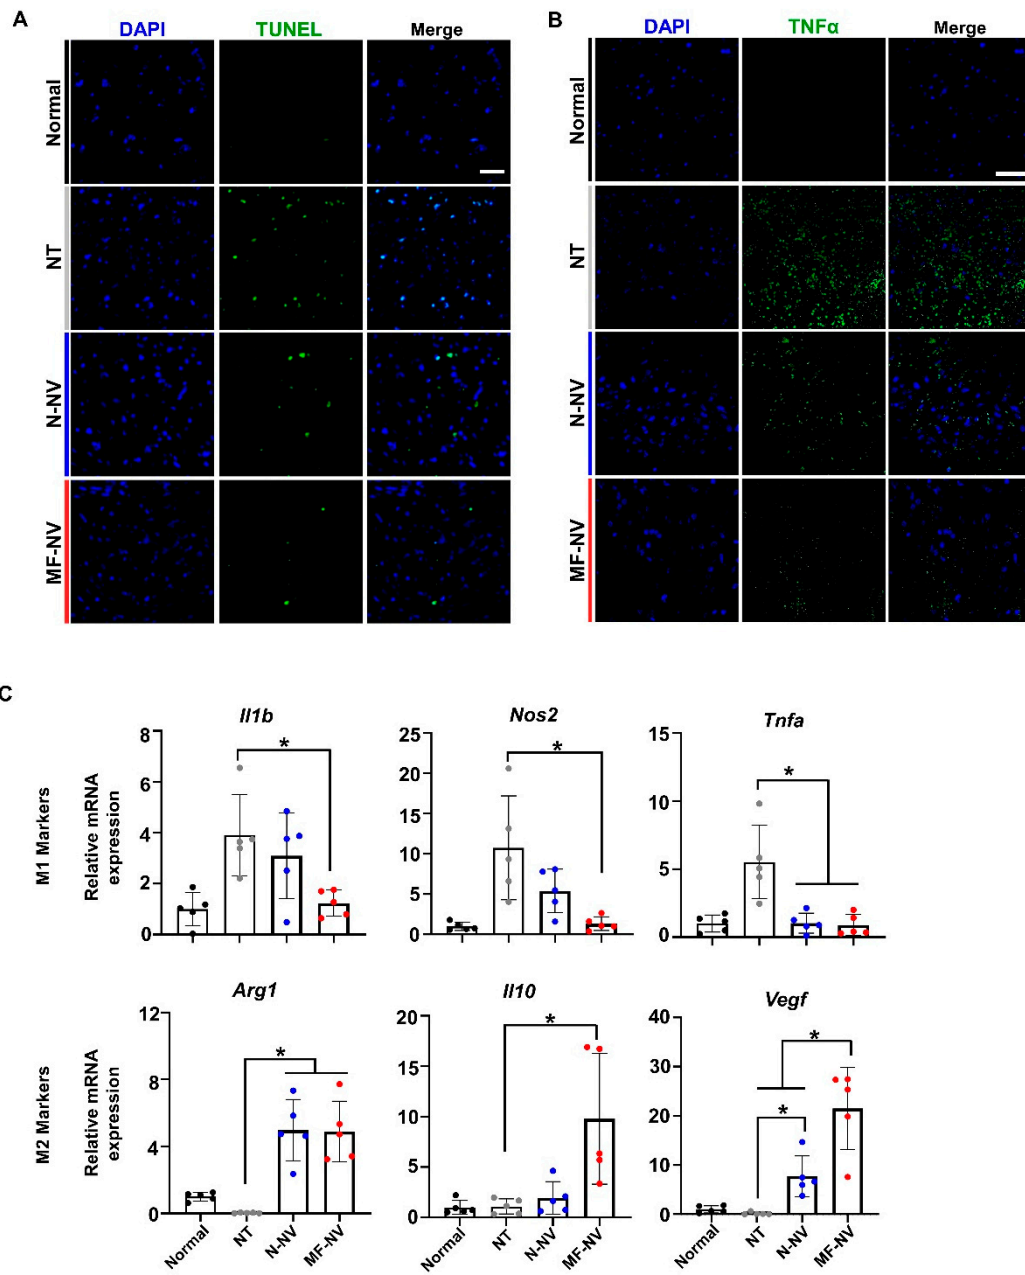 A
DAPI TUNEL Merge
Normal
NT
N-NV
MF-NV
B
DAPI TNFα Merge
Normal
NT
N-NV
MF-NV
C
M1 Markers
Relative mRNA
expression
Il1b
8
6
4
2
0
*
Nos2
25
20
15
10
5
0
*
Tnfa
15
10
5
0
*
M2 Markers
Relative mRNA
expression
Arg1
12
8
4
0
*
Normal NT N-NV MF-NV
Il10
20
15
10
5
0
*
Normal NT N-NV MF-NV
Vegf
40
30
20
10
0
*
*
Normal NT N-NV MF-NV